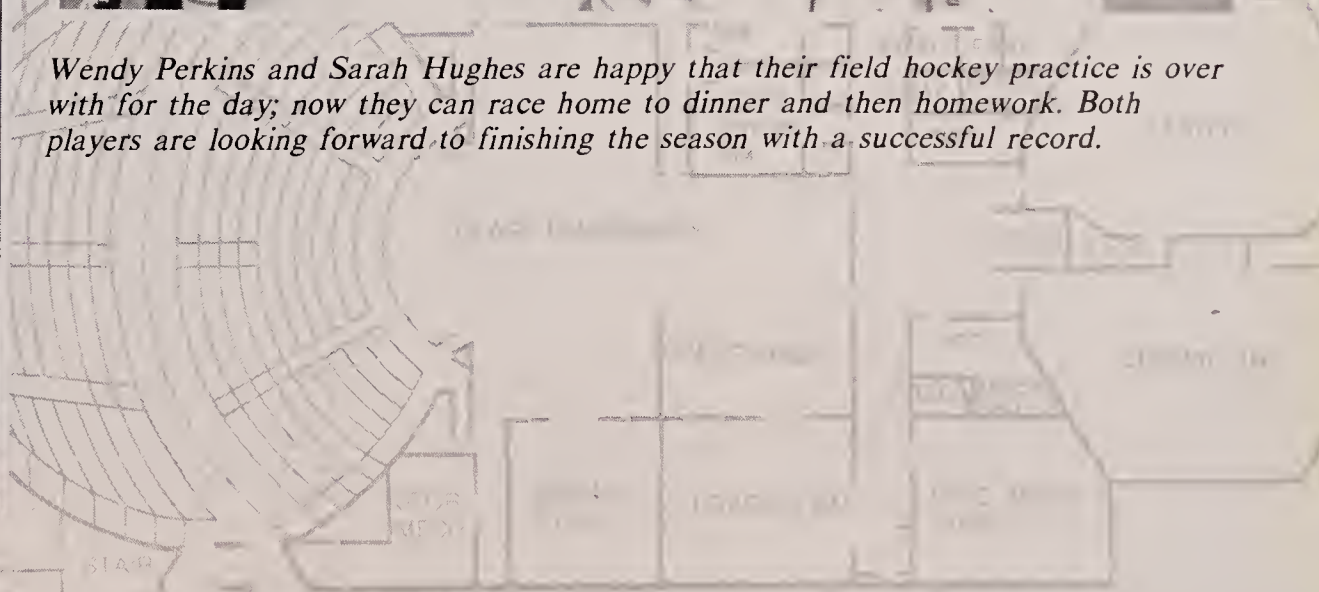 Wendy Perkins and Sarah Hughes are happy that their field hockey practice is over
with for the day; now they can race home to dinner and then homework. Both
players are looking forward to finishing the season with a successful record.
STAIR